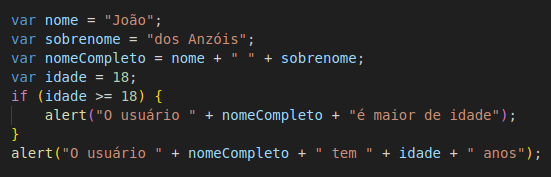 var nome = "João";
var sobrenome = "dos Anzóis";
var nomeCompleto = nome + " " + sobrenome;
var idade = 18;
if (idade >= 18) {
    alert("O usuário " + nomeCompleto + "é maior de idade");
}
alert("O usuário " + nomeCompleto + " tem " + idade + " anos");